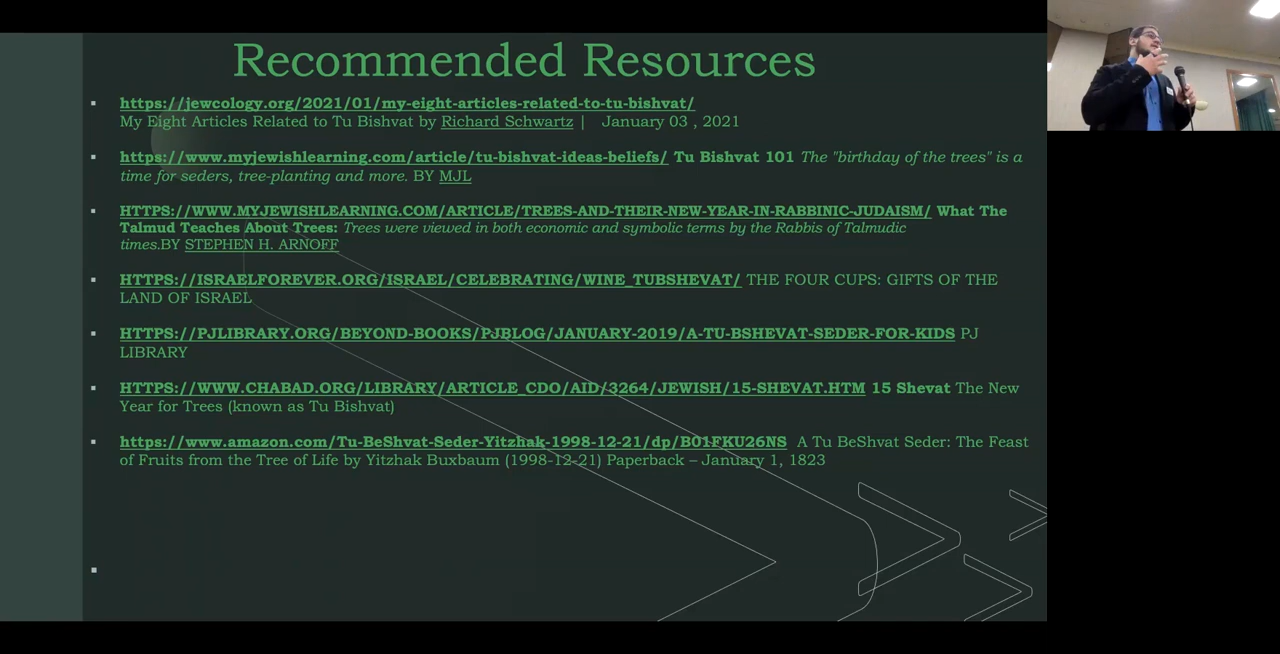 Recommended Resources
https://jewcology.org/2021/01/my-eight-articles-related-to-tu-bishvat/
My Eight Articles Related to Tu Bishvat by Richard Schwartz | January 03 , 2021
https://www.myjewishlearning.com/article/tu-bishvat-ideas-beliefs/ Tu Bishvat 101 The "birthday of the trees" is a
time for seders, tree-planting and more. BY MJL
HTTPS://WWW.MYJEWISHLEARNING.COM/ARTICLE/TREES-AND-THEIR-NEW-YEAR-IN-RABBINIC-JUDAISM/ What The
Talmud Teaches About Trees: Trees were viewed in both economic and symbolic terms by the Rabbis of Talmudic
times.BY STEPHEN H. ARNOFF
HTTPS://ISRAELFOREVER.ORG/ISRAEL/CELEBRATING/WINE_TUBSHEVAT/ THE FOUR CUPS: GIFTS OF THE
LAND OF ISRAEL
HTTPS://PJLIBRARY.ORG/BEYOND-BOOKS/PJBLOG/JANUARY-2019/A-TU-BSHEVAT-SEDER-FOR-KIDS PJ
LIBRARY
HTTPS://WWW.CHABAD.ORG/LIBRARY/ARTICLE_CDO/AID/3264/JEWISH/15-SHEVAT.HTM 15 Shevat The New
Year for Trees (known as Tu Bishvat)
https://www.amazon.com/Tu-BeShvat-Seder-Yitzhak-1998-12-21/dp/B01FKU26NS A Tu BeShvat Seder: The Feast
of Fruits from the Tree of Life by Yitzhak Buxbaum (1998-12-21) Paperback – January 1, 1823